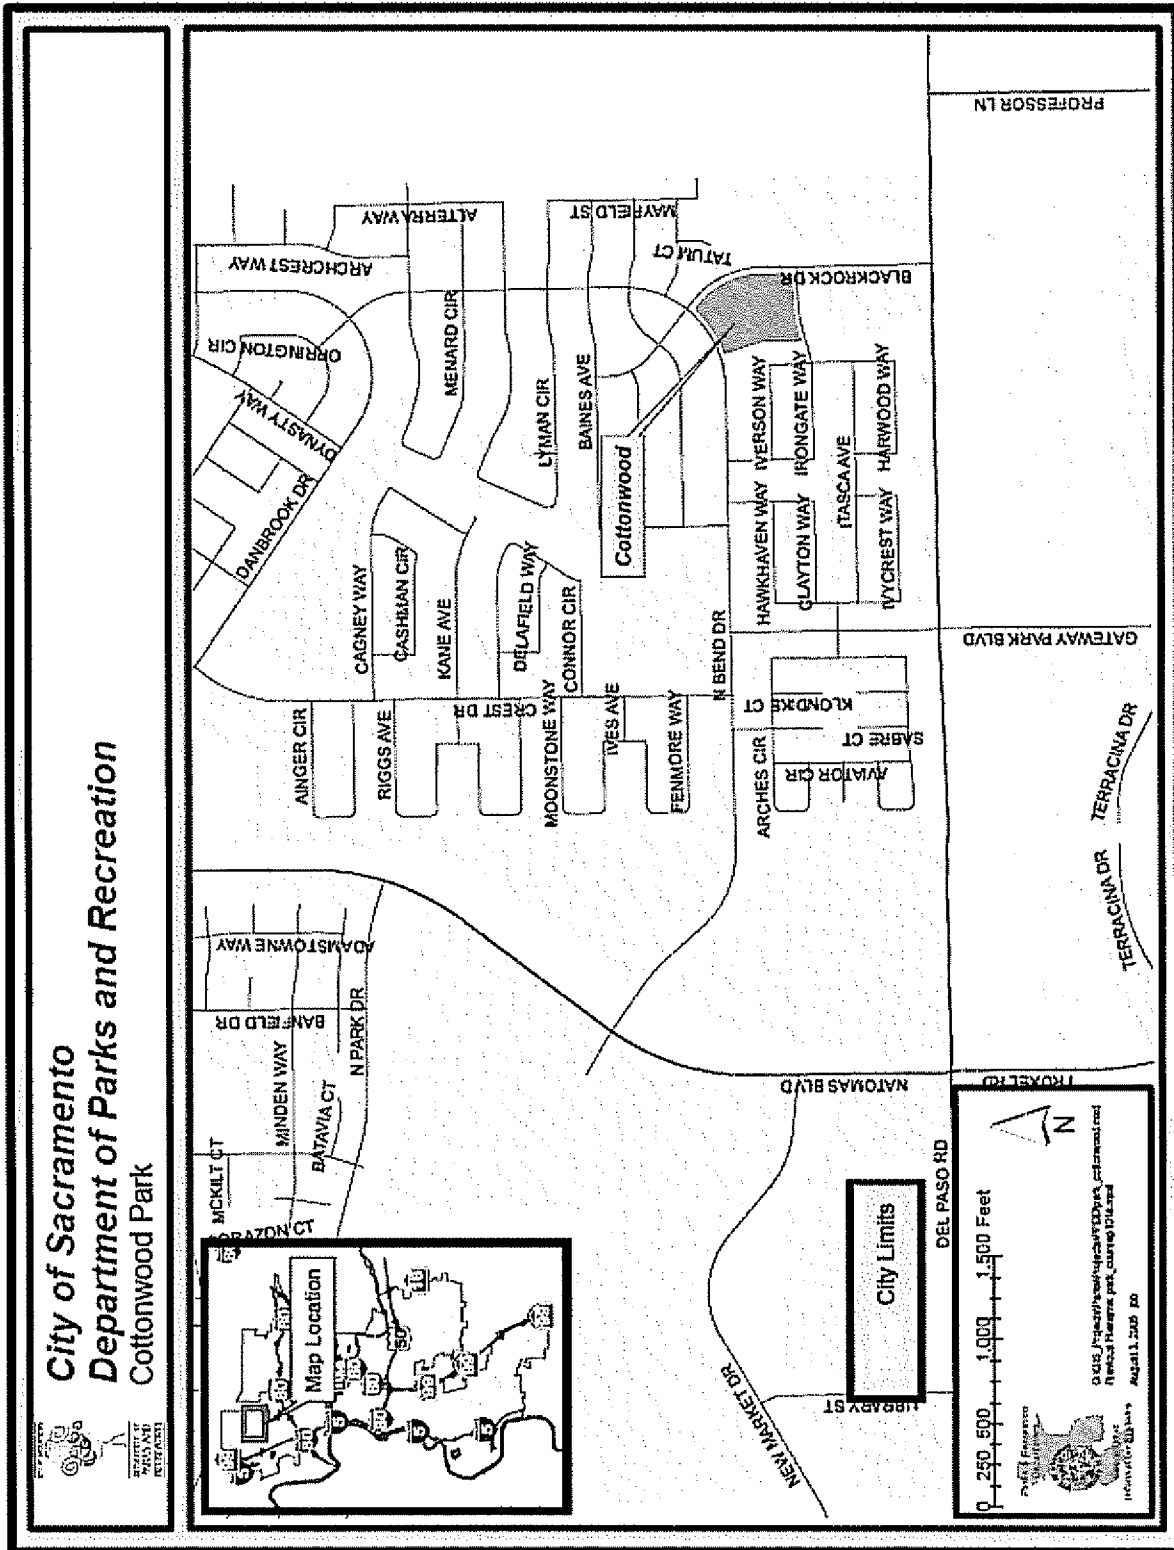 City of Sacramento
Department of Parks and Recreation
Cottonwood Park
MCKILT CT
MINDEN WAY
BATAVIA CT
BANFIELD DR
N PARK DR
ADAMSTOWNE WAY
AINGER CIR
RIGGS AVE
CREST DR
MOONSTONE WAY
IVES AVE
FENMORE WAY
CAGNEY WAY
CASHMAN CIR
KANE AVE
DELAFIELD WAY
CONNOR CIR
DANBROOK DR
DYNASTY WAY
ORRINGTON CIR
ARCHCREST WAY
ALTERRA WAY
MENARD CIR
LYMAN CIR
BAINES AVE
MAYFIELD ST
TATUM CT
BLACKROCK DR
Cottonwood
N BEND DR
IVERSON WAY
IRONGATE WAY
HAWKHAVEN WAY
CLAYTON WAY
ITASCA AVE
HARWOOD WAY
IVYCREST WAY
KLONDIKE CT
SABRE CT
AVIATOR CIR
ARCHES CIR
GATEWAY PARK BLVD
PROFESSOR LN
TERRACINA DR
TERRACINA DR
NATOMAS BLVD
TRUXEL RD
DEL PASO RD
NEW MARKET DR
LIBRARY ST
Map Location
City Limits
N
0 250 500 1,000 1,500 Feet